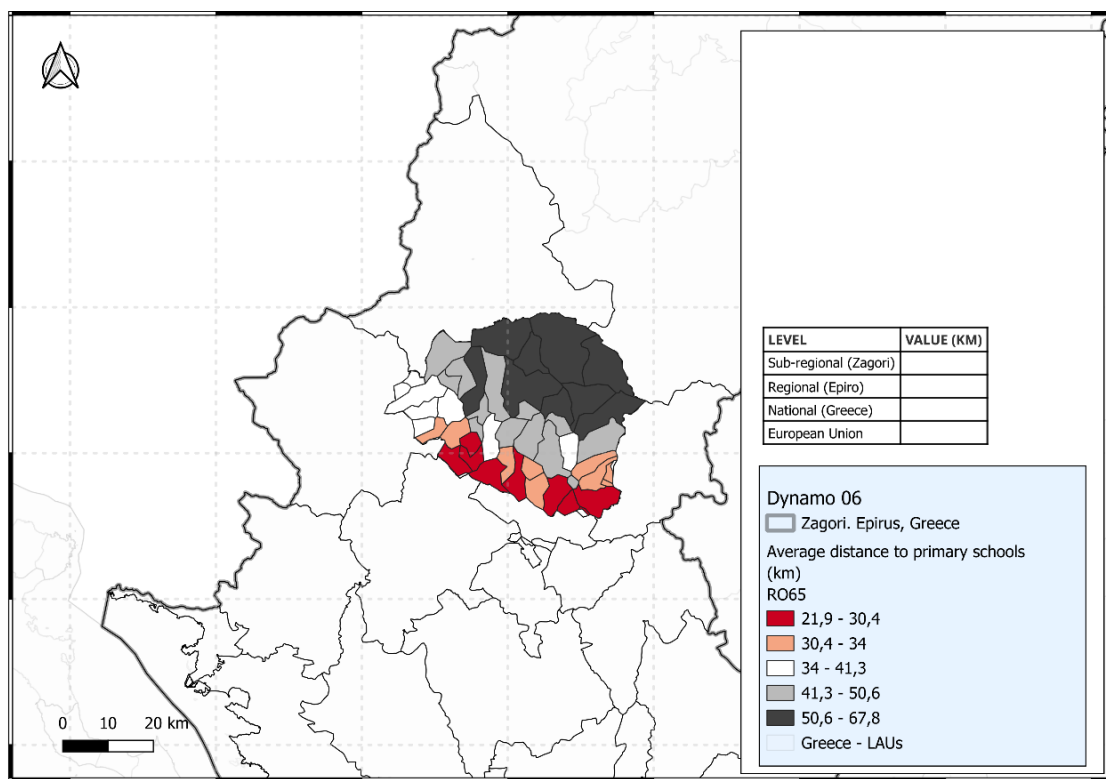 LEVEL VALUE (KM)
Sub-regional (Zagori)
Regional (Epiro)
National (Greece)
European Union
Dynamo 06
Zagori. Epirus, Greece
Average distance to primary schools
(km)
RO65
21,9 - 30,4
30,4 - 34
34 - 41,3
41,3 - 50,6
50,6 - 67,8
Greece - LAUs
0 10 20 km